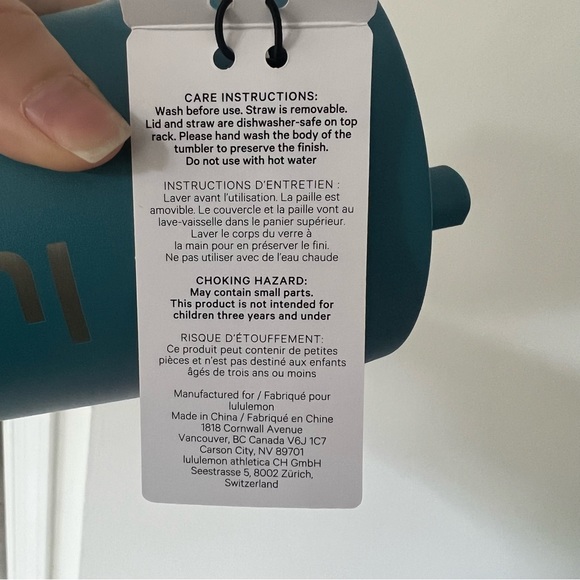 CARE INSTRUCTIONS:
Wash before use. Straw is removable.
Lid and straw are dishwasher-safe on top
rack. Please hand wash the body of the
tumbler to preserve the finish.
Do not use with hot water
INSTRUCTIONS D'ENTRETIEN :
Laver avant l'utilisation. La paille est
amovible. Le couvercle et la paille vont au
lave-vaisselle dans le panier supérieur.
Laver le corps du verre à
la main pour en préserver le fini.
Ne pas utiliser avec de l'eau chaude
CHOKING HAZARD:
May contain small parts.
This product is not intended for
children three years and under
RISQUE D'ÉTOUFFEMENT:
Ce produit peut contenir de petites
pièces et n'est pas destiné aux enfants
âgés de trois ans ou moins
Manufactured for / Fabriqué pour
lululemon
Made in China / Fabriqué en Chine
1818 Cornwall Avenue
Vancouver, BC Canada V6J 1C7
Carson City, NV 89701
lululemon athletica CH GmbH
Seestrasse 5, 8002 Zürich,
Switzerland